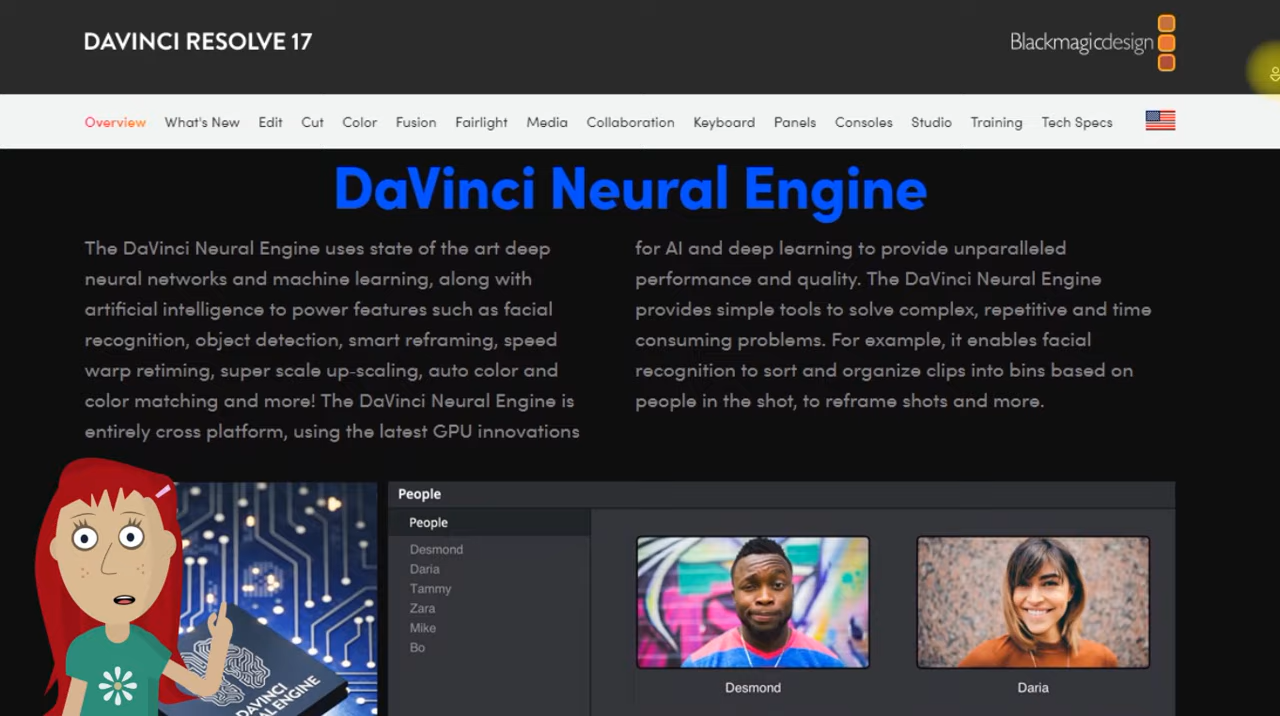 DAVINCI RESOLVE 17
Blackmagicdesign
Overview What's New Edit Cut Color Fusion Fairlight Media Collaboration Keyboard Panels Consoles Studio Training Tech Specs
DaVinci Neural Engine
The DaVinci Neural Engine uses state of the art deep
neural networks and machine learning, along with
artificial intelligence to power features such as facial
recognition, object detection, smart reframing, speed
warp retiming, super scale up-scaling, auto color and
color matching and more! The DaVinci Neural Engine is
entirely cross platform, using the latest GPU innovations
for AI and deep learning to provide unparalleled
performance and quality. The DaVinci Neural Engine
provides simple tools to solve complex, repetitive and time
consuming problems. For example, it enables facial
recognition to sort and organize clips into bins based on
people in the shot, to reframe shots and more.
DAVINCI
ENGINE
People
People
Desmond
Daria
Tammy
Zara
Mike
Bo
Desmond
Daria